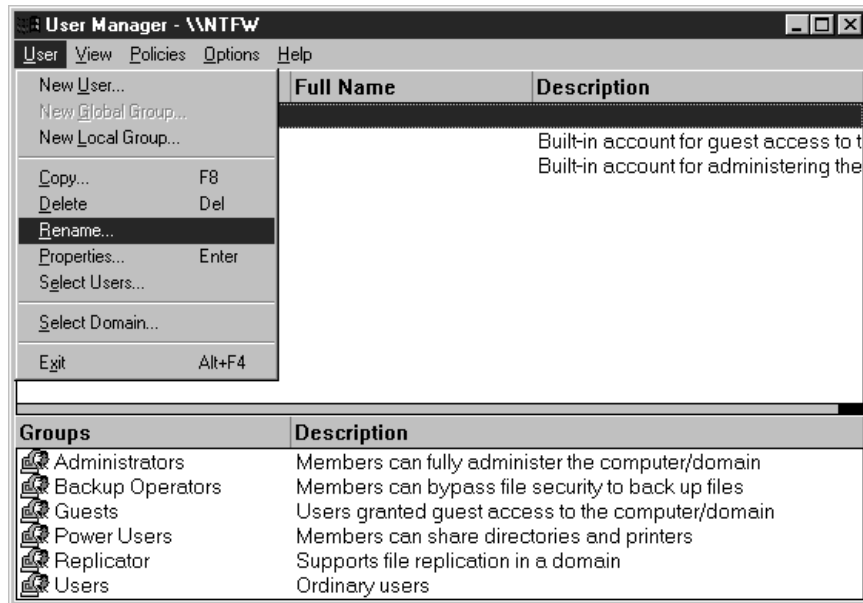 User Manager - \\NTFW
User View Policies Options Help
New User...
New Global Group...
New Local Group...
Copy... F8
Delete Del
Rename...
Properties... Enter
Select Users...
Select Domain...
Exit Alt+F4
Full Name Description
Built-in account for guest access to t
Built-in account for administering the
Groups Description
Administrators Members can fully administer the computer/domain
Backup Operators Members can bypass file security to back up files
Guests Users granted guest access to the computer/domain
Power Users Members can share directories and printers
Replicator Supports file replication in a domain
Users Ordinary users